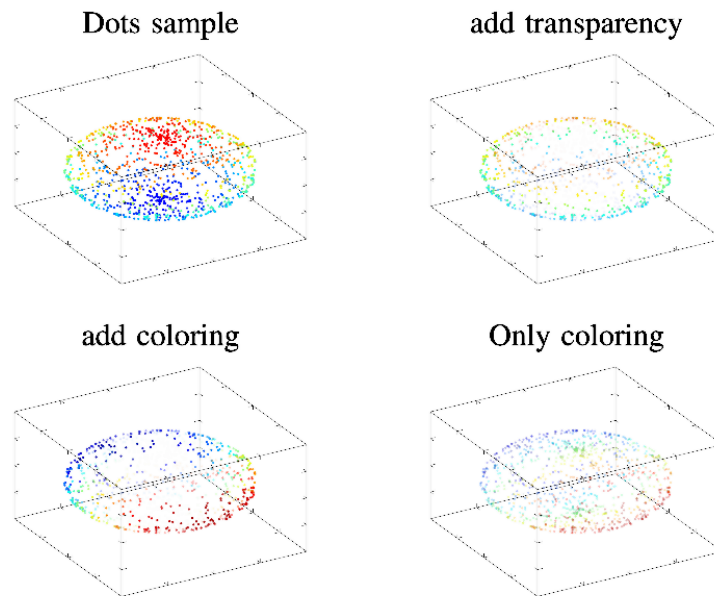 Dots sample
add transparency
add coloring
Only coloring